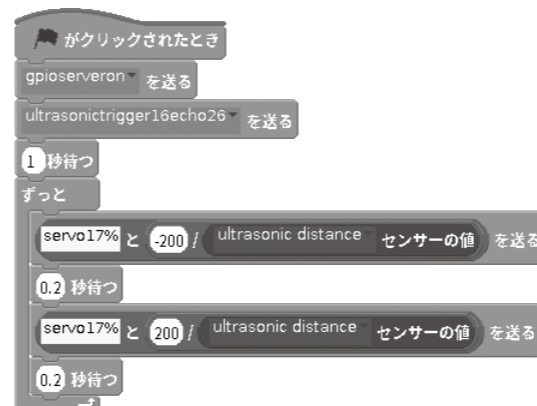 がクリックされたとき
gpioserveron を送る
ultrasonictrigger16echo26 を送る
1 秒待つ
ずっと
servo17% と -200 / ultrasonic distance センサーの値 を送る
0.2 秒待つ
servo17% と 200 / ultrasonic distance センサーの値 を送る
0.2 秒待つ